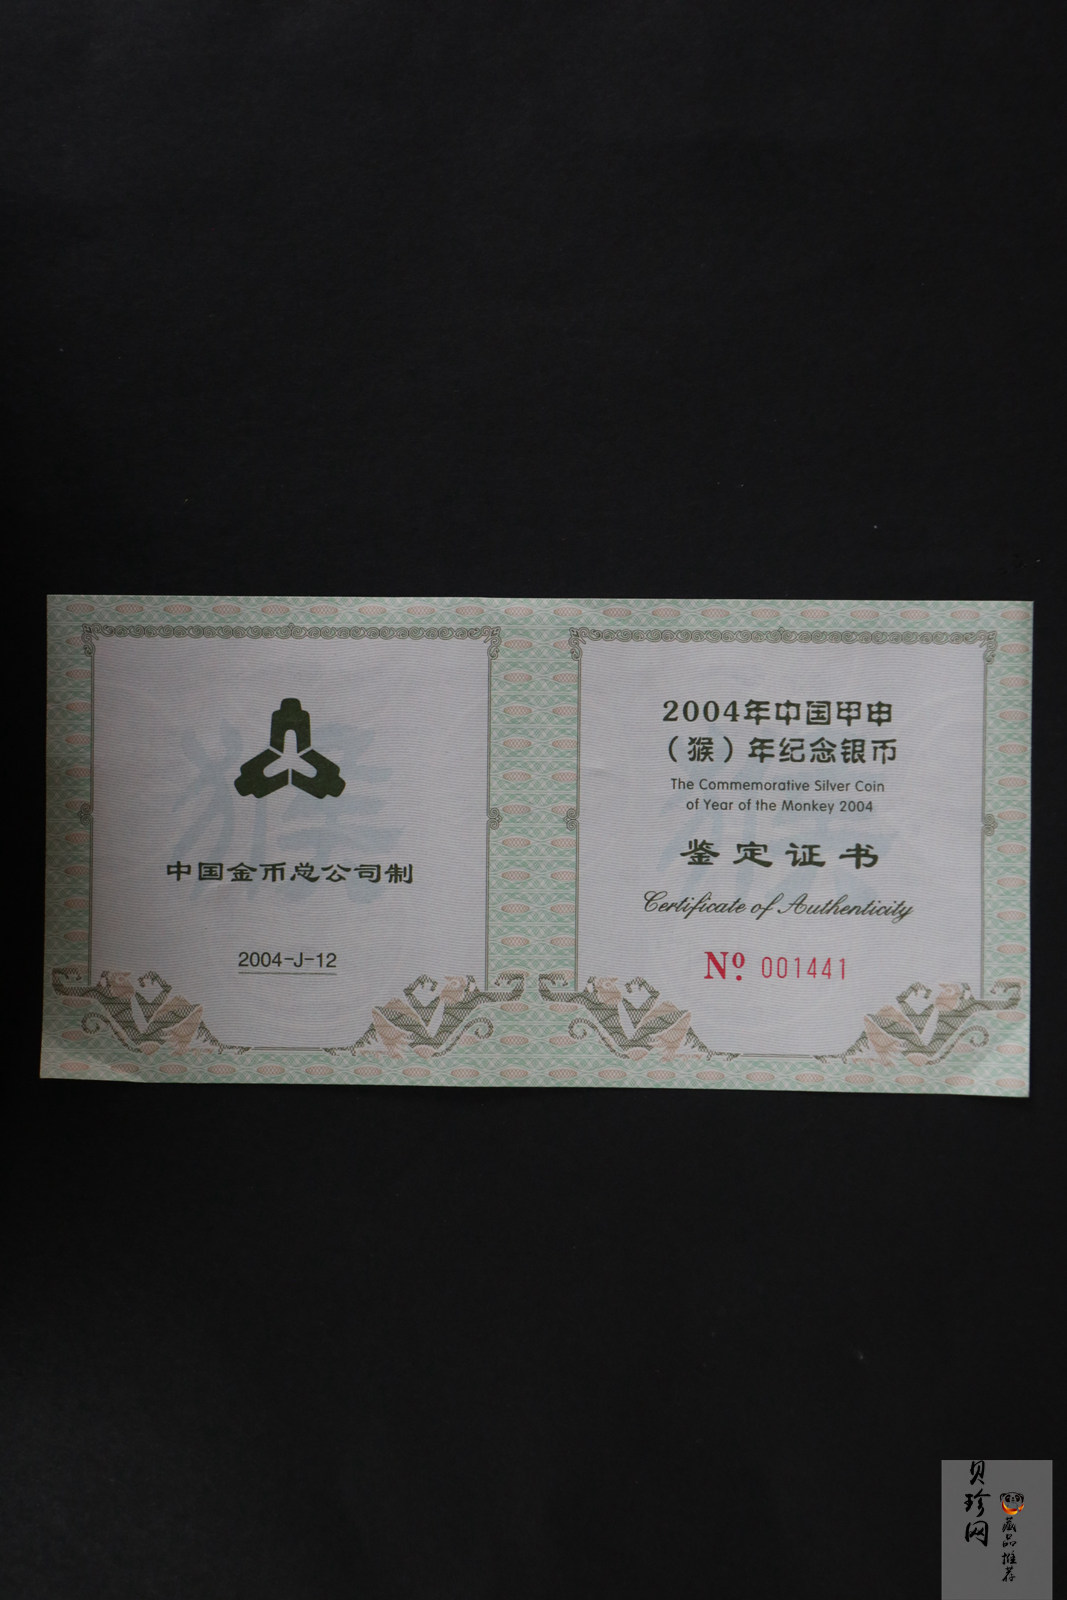 中国金币总公司制
2004-J-12
2004年中国甲申
（猴）年纪念银币
The Commemorative Silver Coin
of Year of the Monkey 2004
鉴定证书
Certificate of Authenticity
Nº 001441
贝珍网
藏品推荐